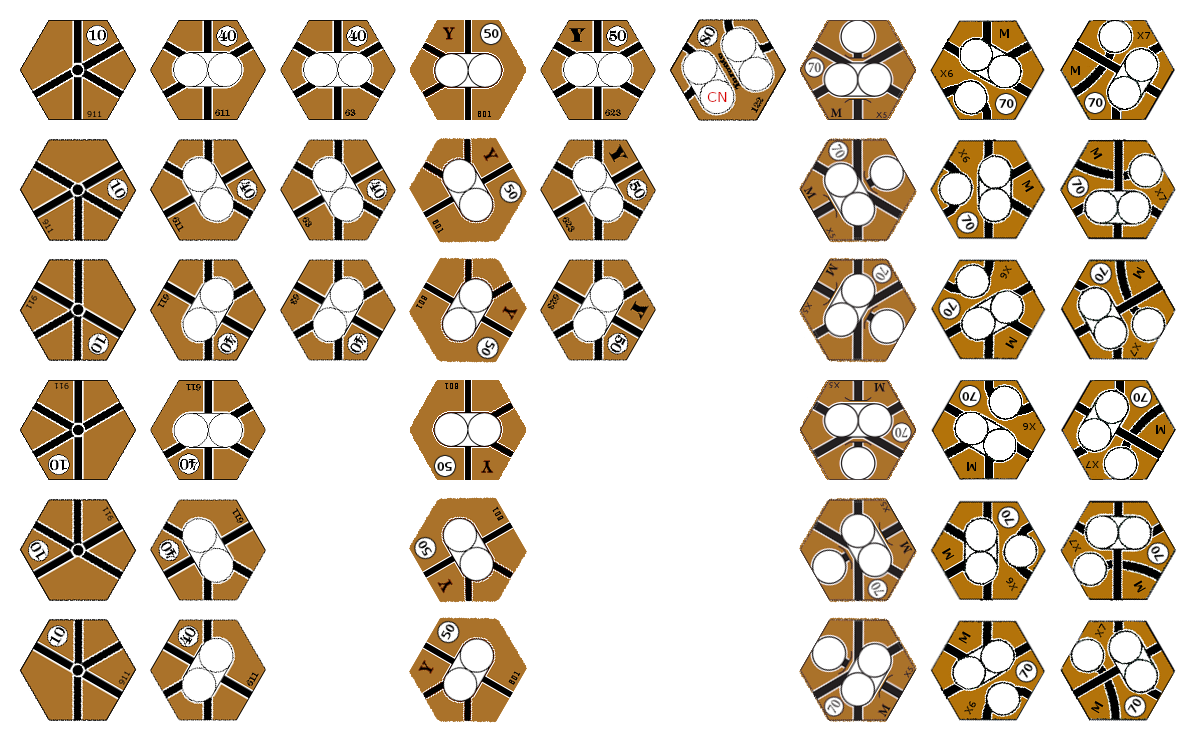 10 40 40 Y 50 Y 50 80 70 M X7
911 611 63 801 623 CN 122 M X5 X6 70 M 70
10 40 40 Y 50 Y 50 70 M X6 M 70 M 70 X7
911 611 63 801 623 X5
911 611 63 801 623 M 70 X6 70 M
10 40 40 Y 50 Y 50 X5 70 M X7
911 611 801 X5 M 70 70
10 40 50 Y X6 M M X7
911 611 801 X5 M 70 X7 70
10 40 50 Y 70 M X6 M
10 40 50 Y M X7
911 611 801 X5 70 M 70 X6 M 70